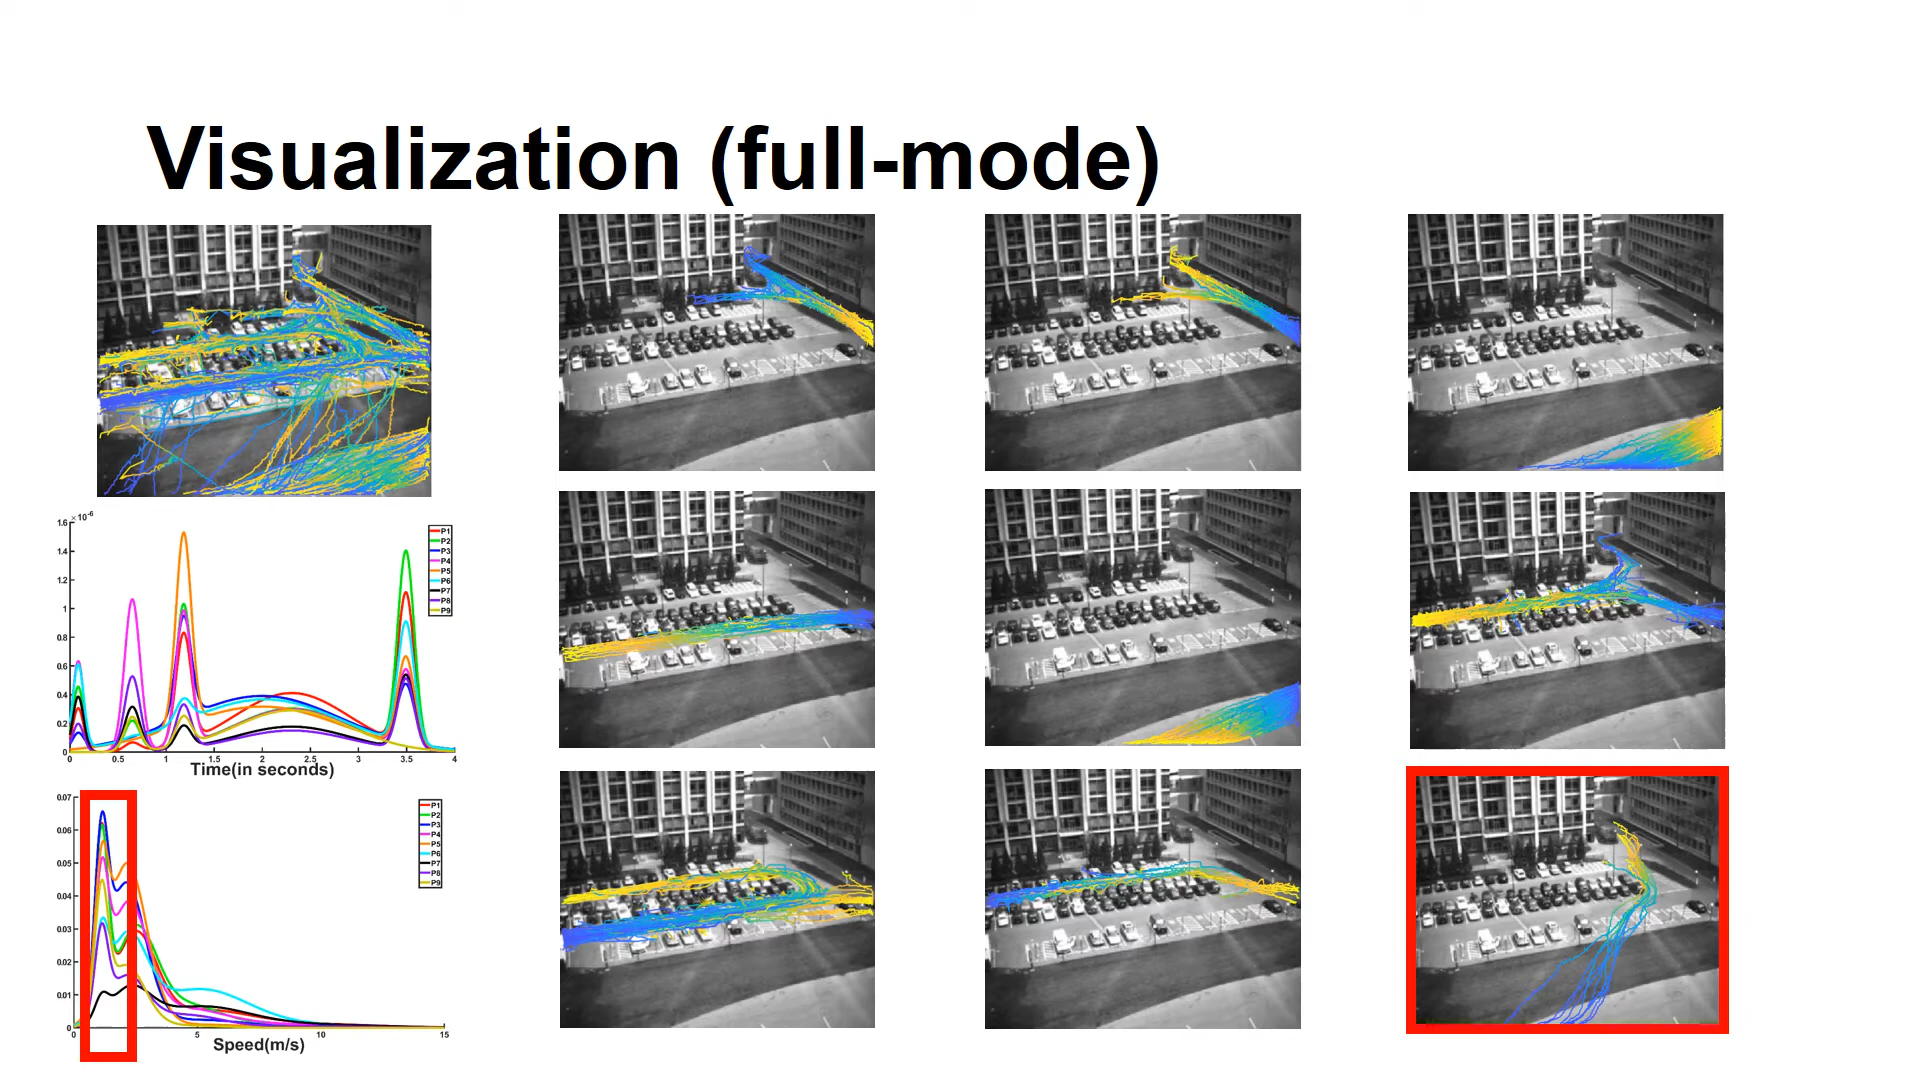 Visualization (full-mode)
×10-6
1.6
1.4
1.2
1
0.8
0.6
0.4
0.2
0
0 0.5 1 1.5 2 2.5 3 3.5 4
Time(in seconds)
P1
P2
P3
P4
P5
P6
P7
P8
P9
0.07
0.06
0.05
0.04
0.03
0.02
0.01
0
0 5 10 15
Speed(m/s)
P1
P2
P3
P4
P5
P6
P7
P8
P9